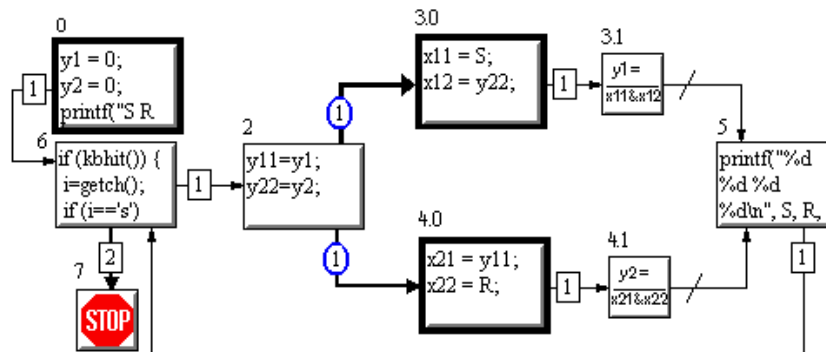 0
y1 = 0;
y2 = 0;
printf("S R
1
6
if (kbhit()) {
i=getch();
if (i=='s')
1
2
7
STOP
2
y11=y1;
y22=y2;
1
1
3.0
x11 = S;
x12 = y22;
1
3.1
y1=
x11&x12
4.0
x21 = y11;
x22 = R;
1
4.1
y2=
x21&x22
5
printf("%d
%d %d
%d\n", S, R,
1